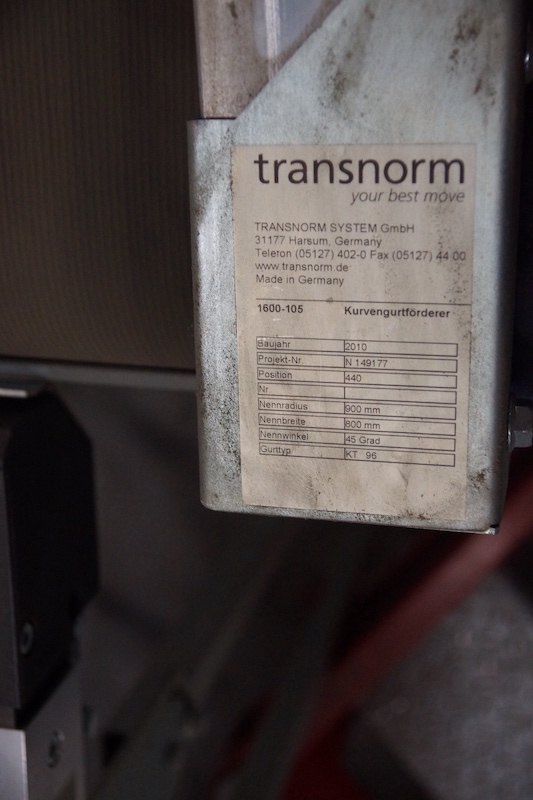 transnorm
your best move
TRANSNORM SYSTEM GmbH
31177 Harsum, Germany
Telefon (05127) 402-0 Fax (05127) 44 00
www.transnorm.de
Made in Germany
1600-105 Kurvengurtförderer
Baujahr 2010
Projekt-Nr. N 149177
Position 440
Nr
Nennradius 900 mm
Nennbreite 800 mm
Nennwinkel 45 Grad
Gurttyp KT 96